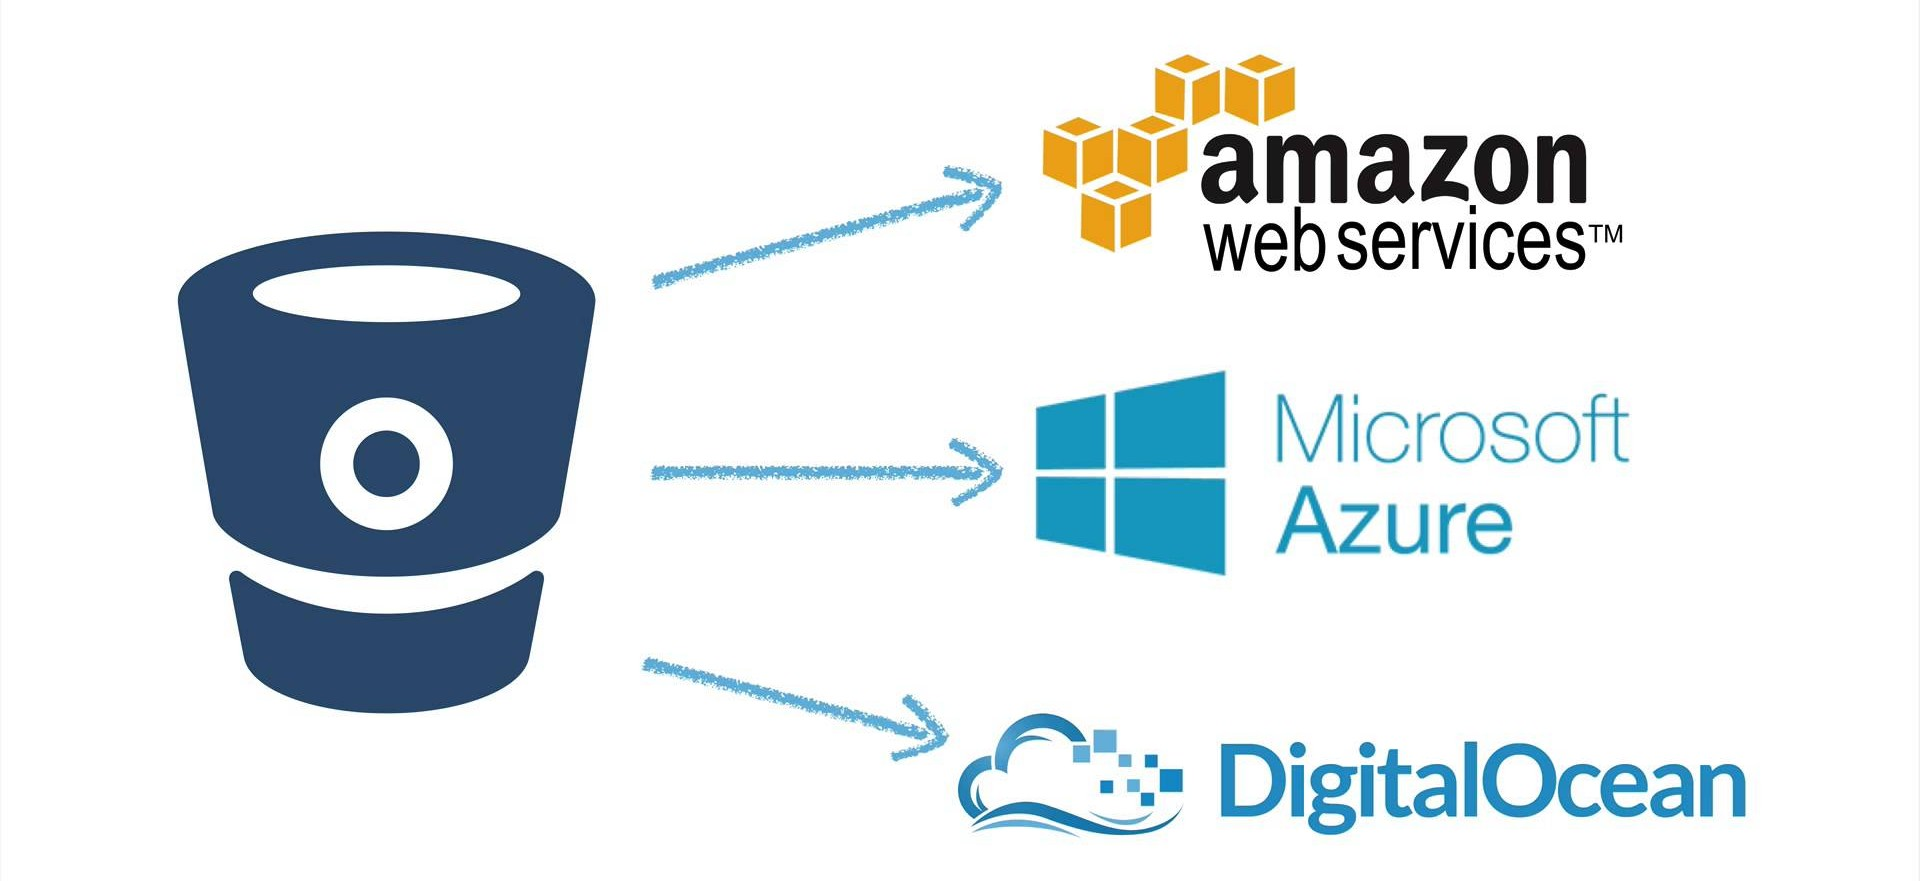 amazon
web services™
Microsoft
Azure
DigitalOcean